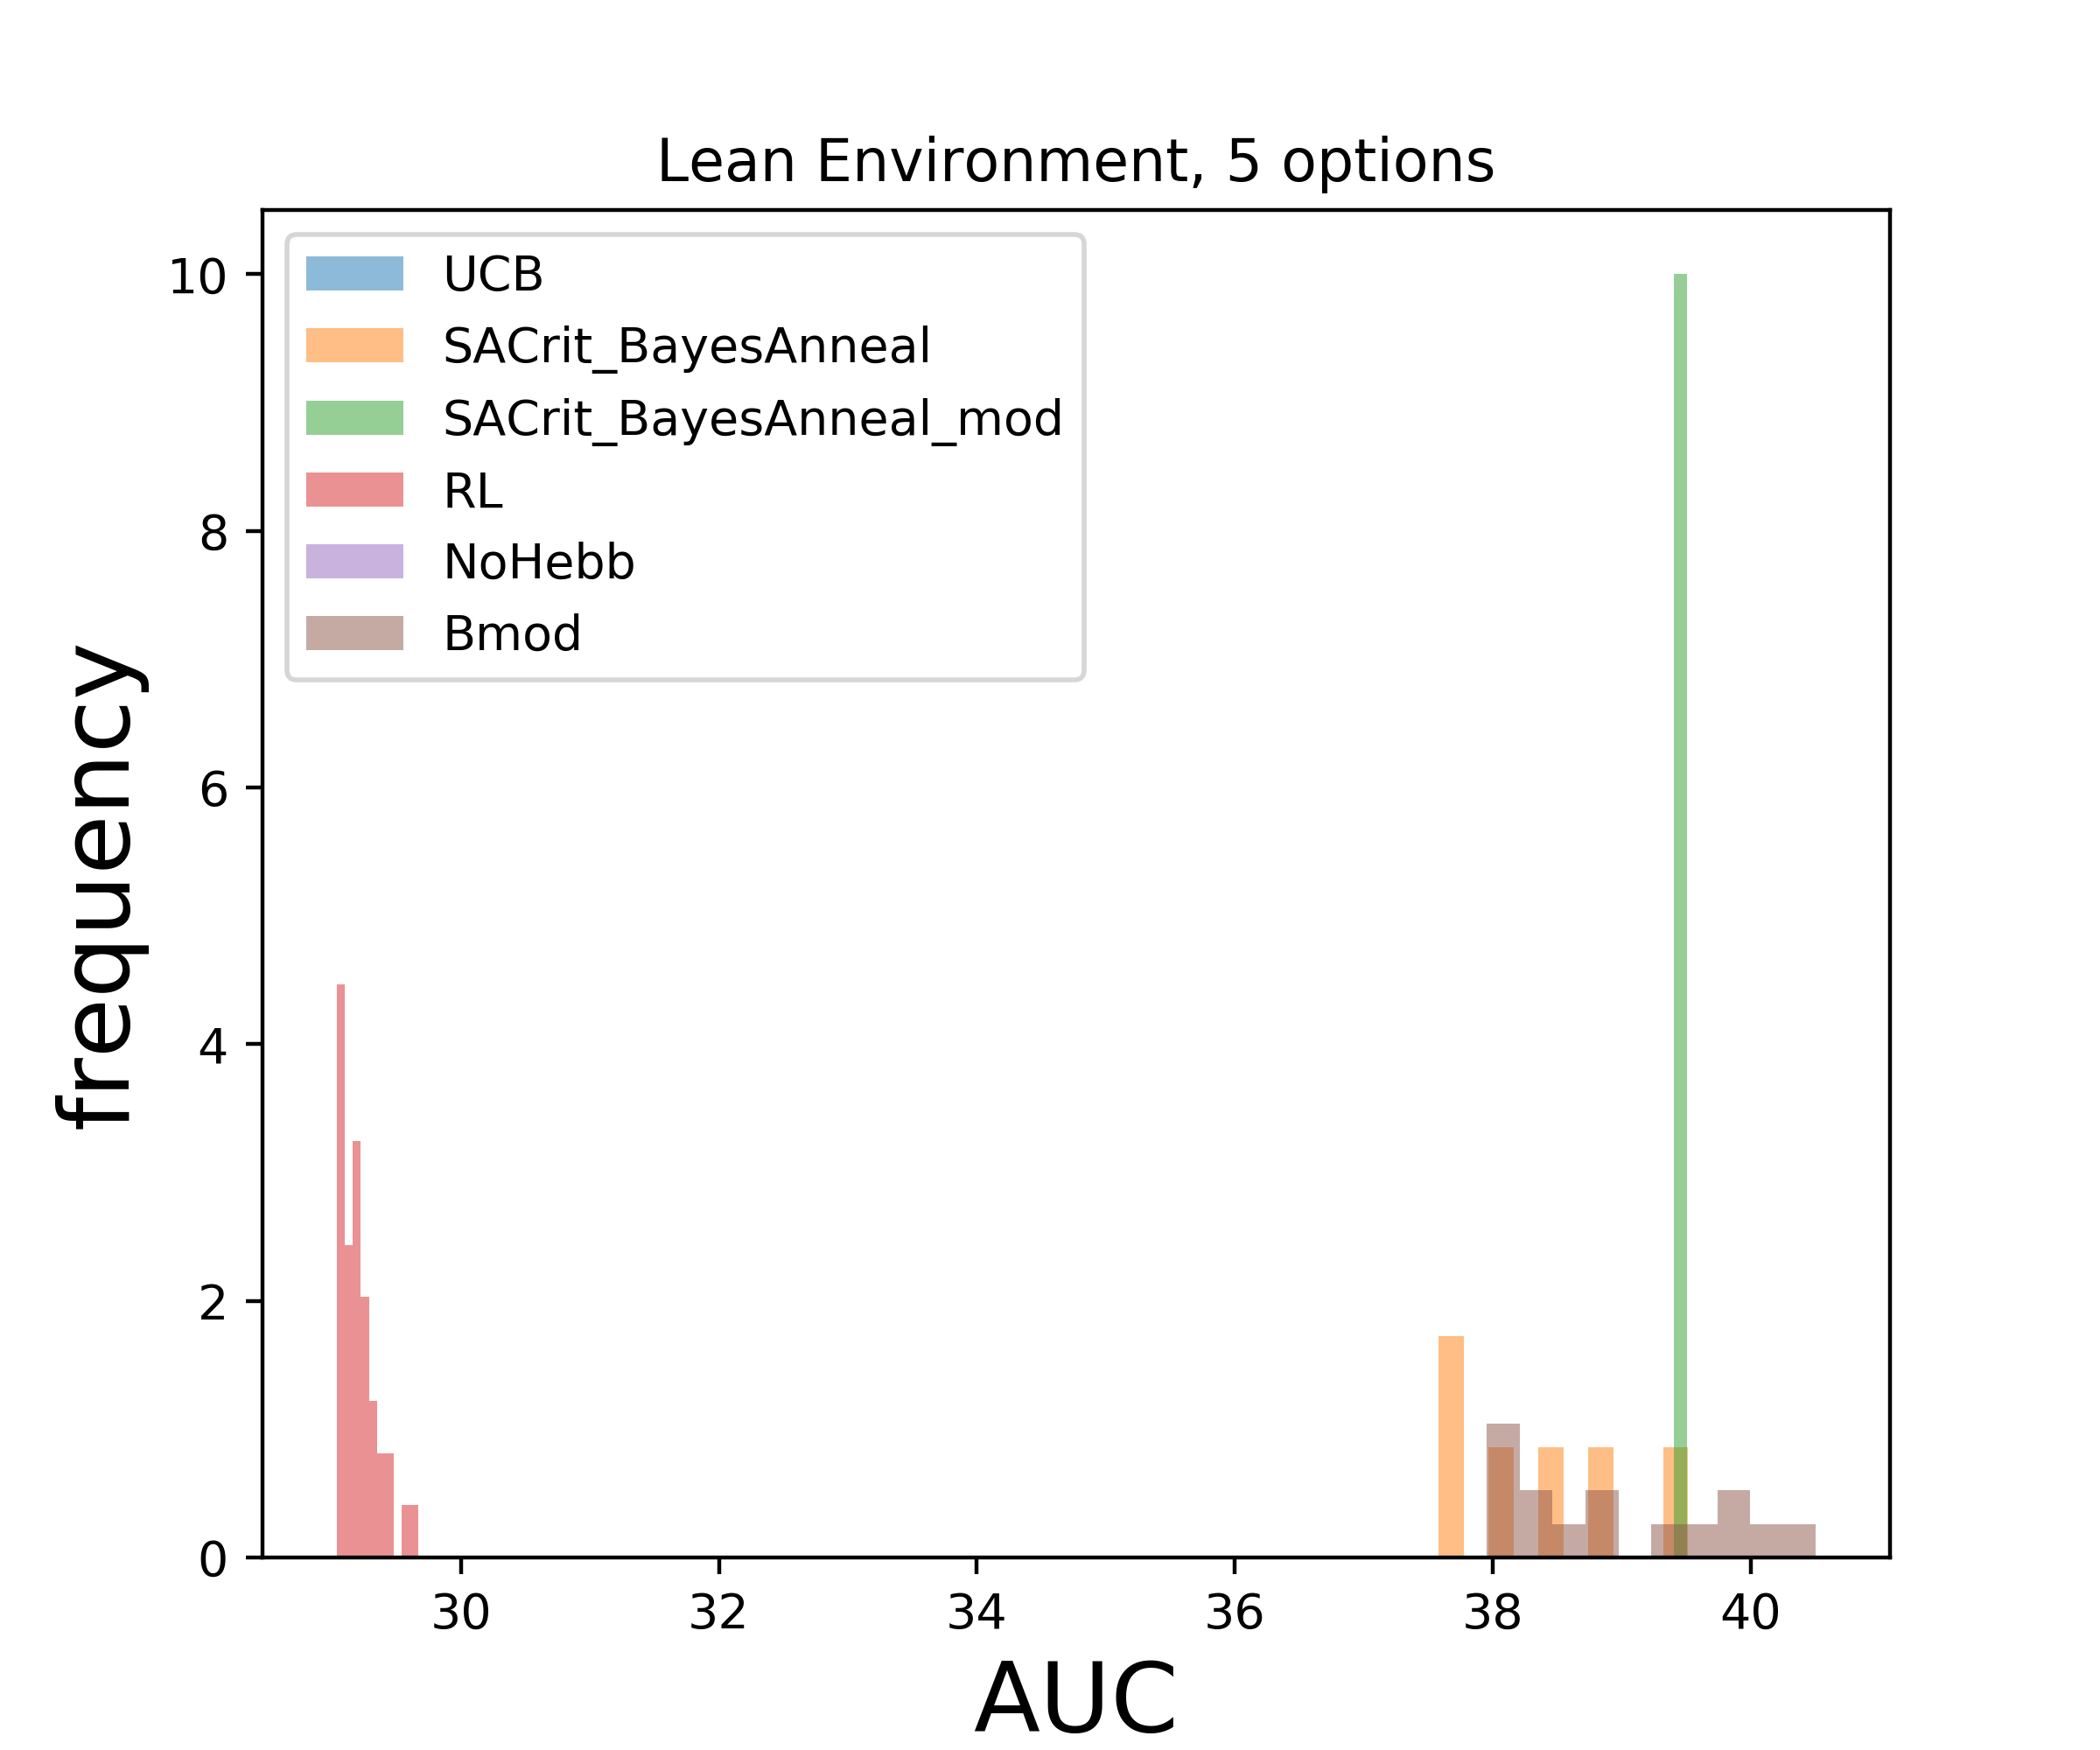 Lean Environment, 5 options
UCB
SACrit_BayesAnneal
SACrit_BayesAnneal_mod
RL
NoHebb
Bmod
frequency
10
8
6
4
2
0
30 32 34 36 38 40
AUC